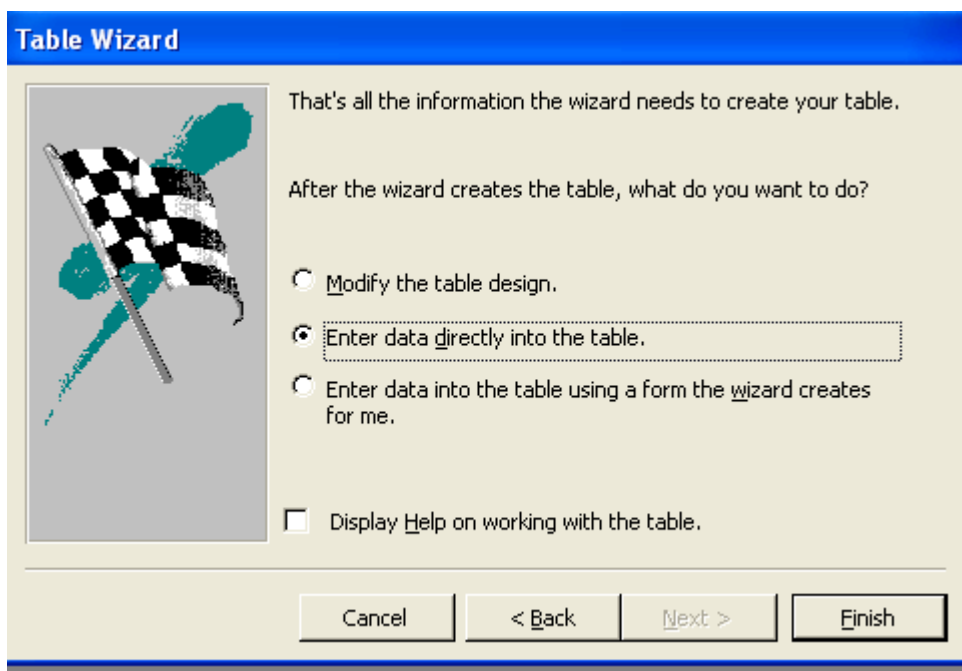 Table Wizard
That's all the information the wizard needs to create your table.
After the wizard creates the table, what do you want to do?
Modify the table design.
Enter data directly into the table.
Enter data into the table using a form the wizard creates
for me.
Display Help on working with the table.
Cancel
< Back
Next >
Finish